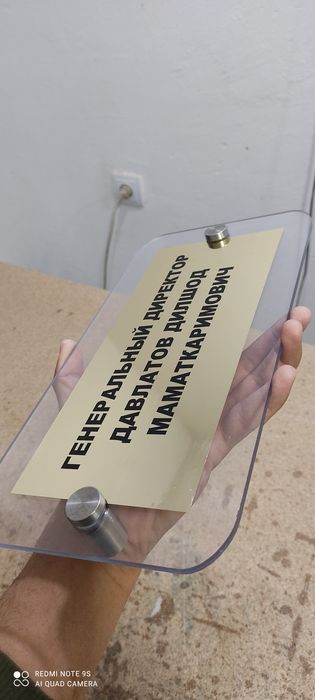 ГЕНЕРАЛЬНЫЙ ДИРЕКТОР
ДАВЛАТОВ ДИЛШОД
МАМАТКАРИМОВИЧ
REDMI NOTE 9S
AI QUAD CAMERA